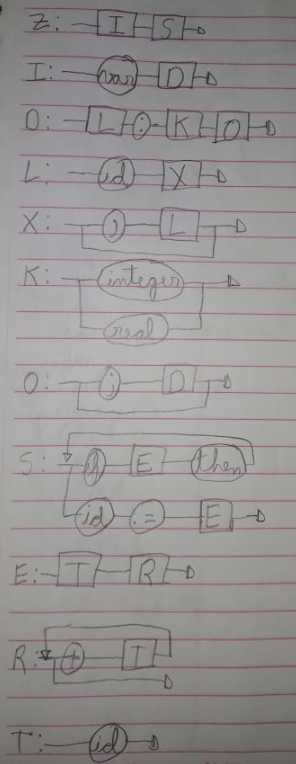 Z: I S
I: var D
D: L : K O
L: id X
X: , L
K: integer
real
O: ; D
S: if E then
id := E
E: T R
R: + T
T: id